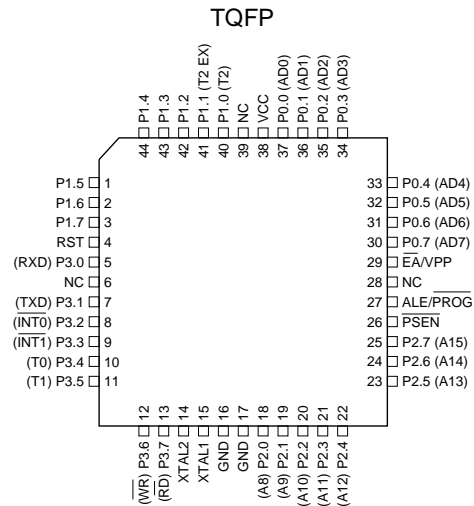 TQFP
P1.4
P1.3
P1.2
P1.1 (T2 EX)
P1.0 (T2)
NC
VCC
P0.0 (AD0)
P0.1 (AD1)
P0.2 (AD2)
P0.3 (AD3)
44
43
42
41
40
39
38
37
36
35
34
P1.5 1
P1.6 2
P1.7 3
RST 4
(RXD) P3.0 5
NC 6
(TXD) P3.1 7
(INT0) P3.2 8
(INT1) P3.3 9
(T0) P3.4 10
(T1) P3.5 11
33 P0.4 (AD4)
32 P0.5 (AD5)
31 P0.6 (AD6)
30 P0.7 (AD7)
29 EA/VPP
28 NC
27 ALE/PROG
26 PSEN
25 P2.7 (A15)
24 P2.6 (A14)
23 P2.5 (A13)
12
13
14
15
16
17
18
19
20
21
22
(WR) P3.6
(RD) P3.7
XTAL2
XTAL1
GND
GND
(A8) P2.0
(A9) P2.1
(A10) P2.2
(A11) P2.3
(A12) P2.4